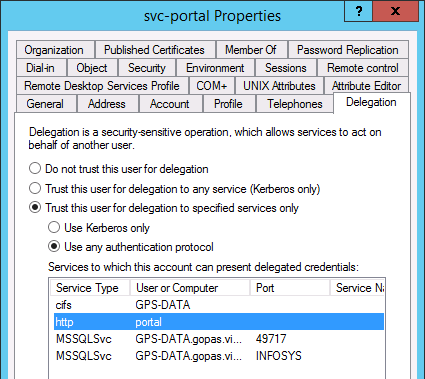 svc-portal Properties
? x
Organization Published Certificates Member Of Password Replication
Dial-in Object Security Environment Sessions Remote control
Remote Desktop Services Profile COM+ UNIX Attributes Attribute Editor
General Address Account Profile Telephones Delegation
Delegation is a security-sensitive operation, which allows services to act on
behalf of another user.
Do not trust this user for delegation
Trust this user for delegation to any service (Kerberos only)
Trust this user for delegation to specified services only
Use Kerberos only
Use any authentication protocol
Services to which this account can present delegated credentials:
Service Type User or Computer Port Service Na
cifs GPS-DATA
http portal
MSSQLSvc GPS-DATA.gopas.vi... 49717
MSSQLSvc GPS-DATA.gopas.vi... INFOSYS